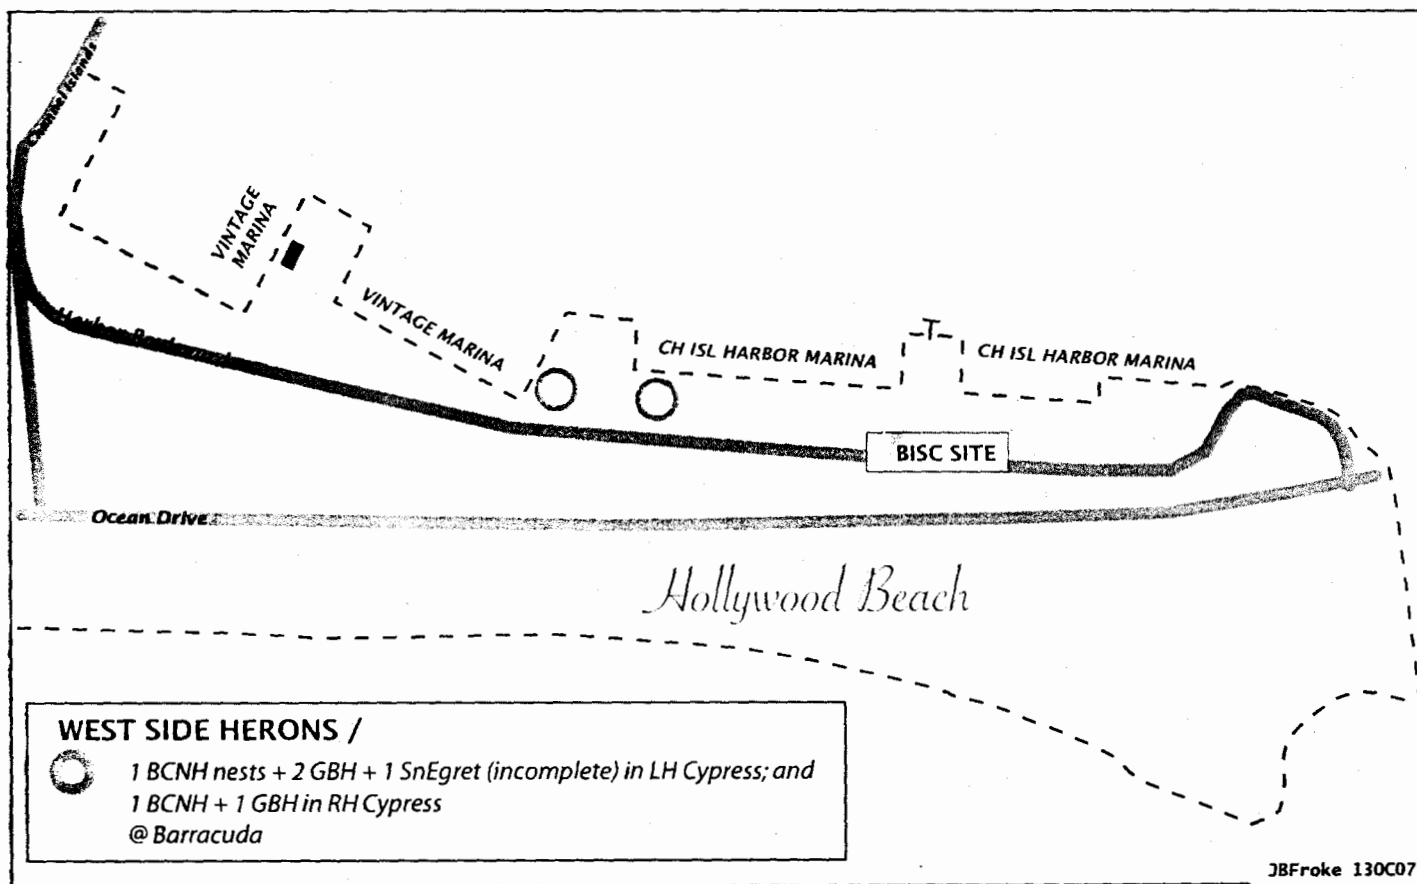 Channel Islands
VINTAGE
MARINA
VINTAGE MARINA
Harbor Boulevard
CH ISL HARBOR MARINA
T
CH ISL HARBOR MARINA
BISC SITE
Ocean Drive
Hollywood Beach
WEST SIDE HERONS /
1 BCNH nests + 2 GBH + 1 SnEgret (incomplete) in LH Cypress; and
1 BCNH + 1 GBH in RH Cypress
@ Barracuda
JBFroke 13OC07